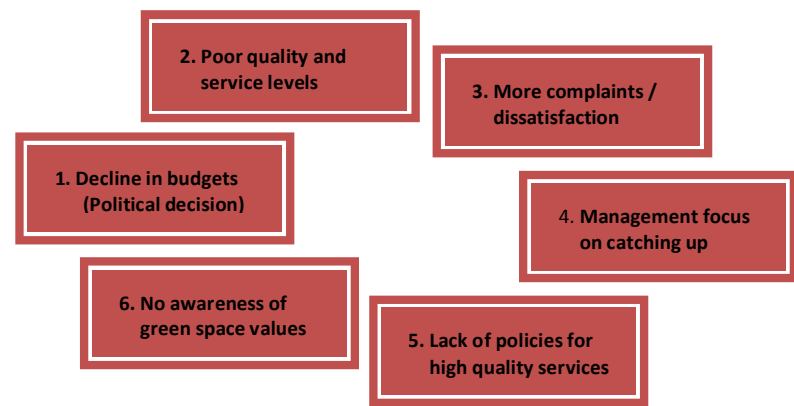 1. Decline in budgets
(Political decision)
2. Poor quality and
service levels
3. More complaints /
dissatisfaction
4. Management focus
on catching up
5. Lack of policies for
high quality services
6. No awareness of
green space values